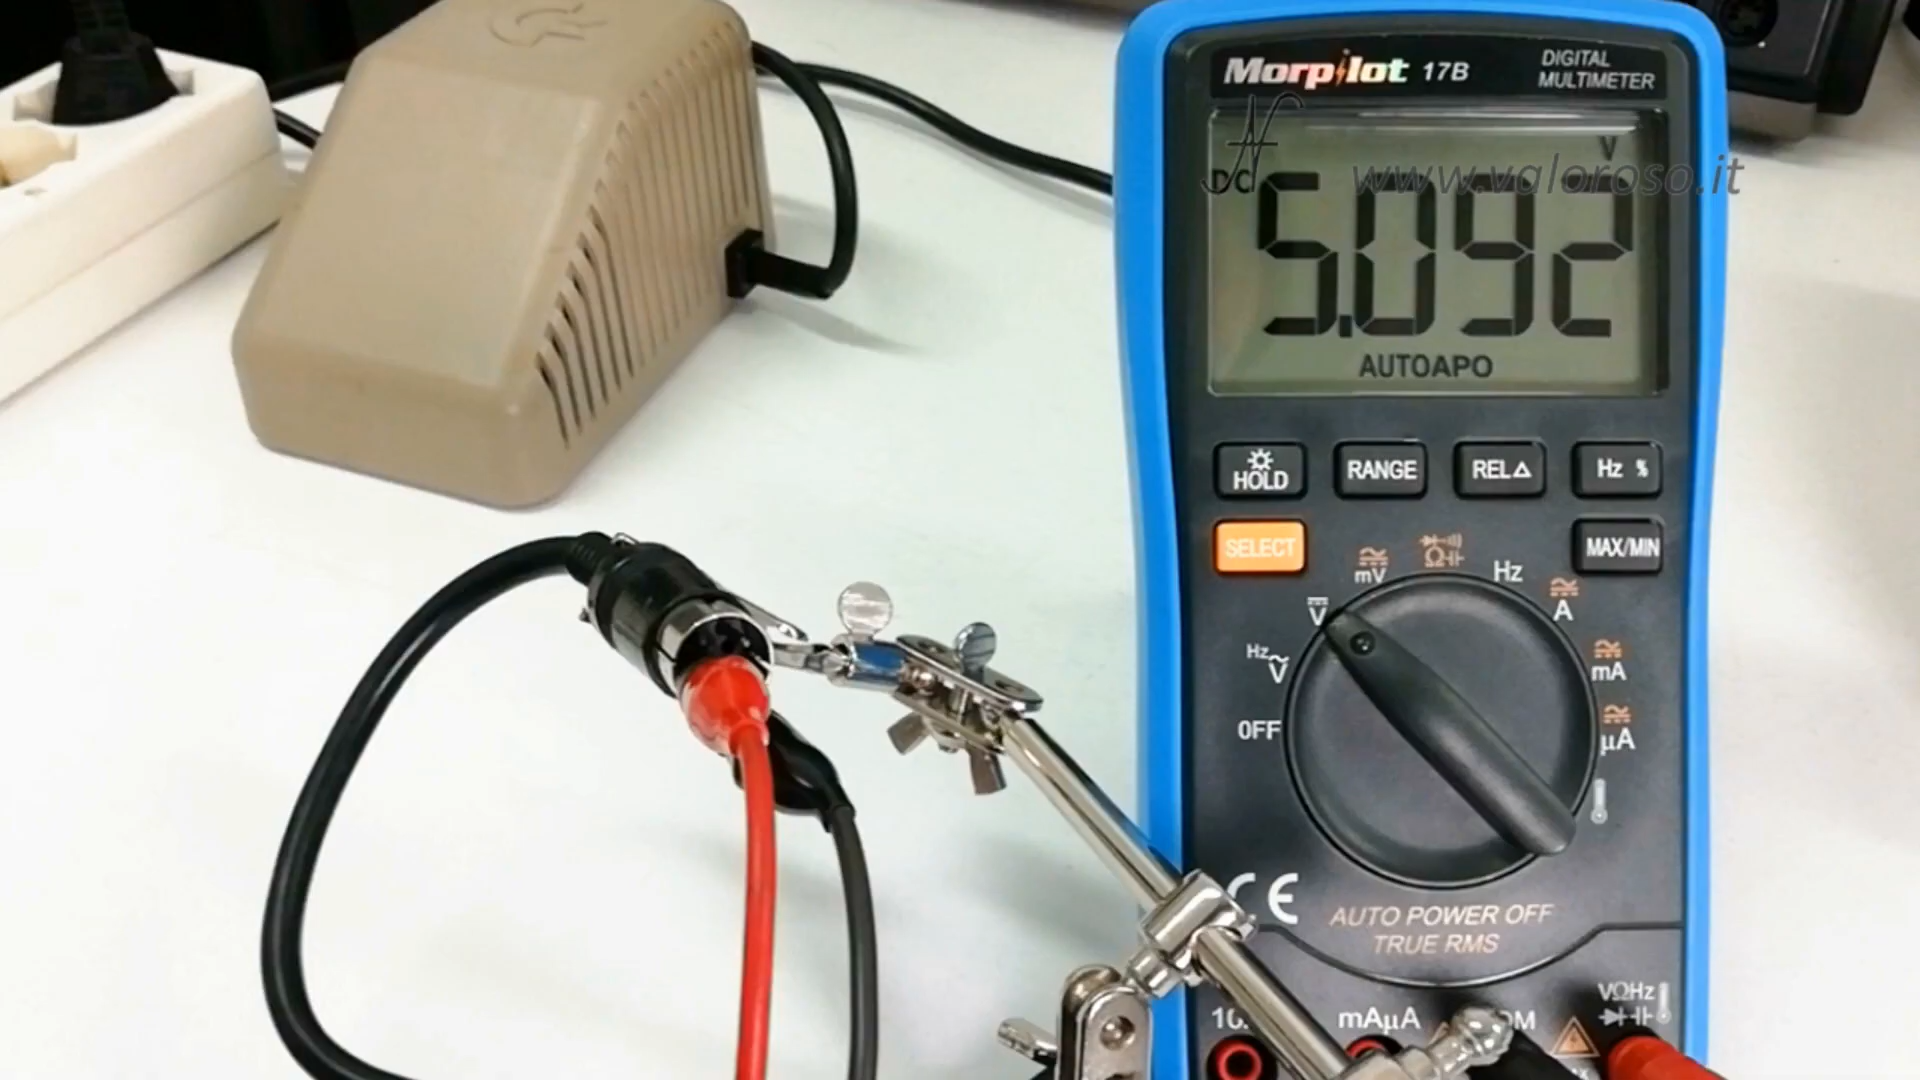 Morpilot 17B
DIGITAL
MULTIMETER
V
DC
www.valoroso.it
5.092
AUTOAPO
HOLD
RANGE
REL△
Hz %
SELECT
MAX/MIN
mV
Ω
Hz
A
V
Hz
V
mA
OFF
µA
CE
AUTO POWER OFF
TRUE RMS
VΩHz
mAµA